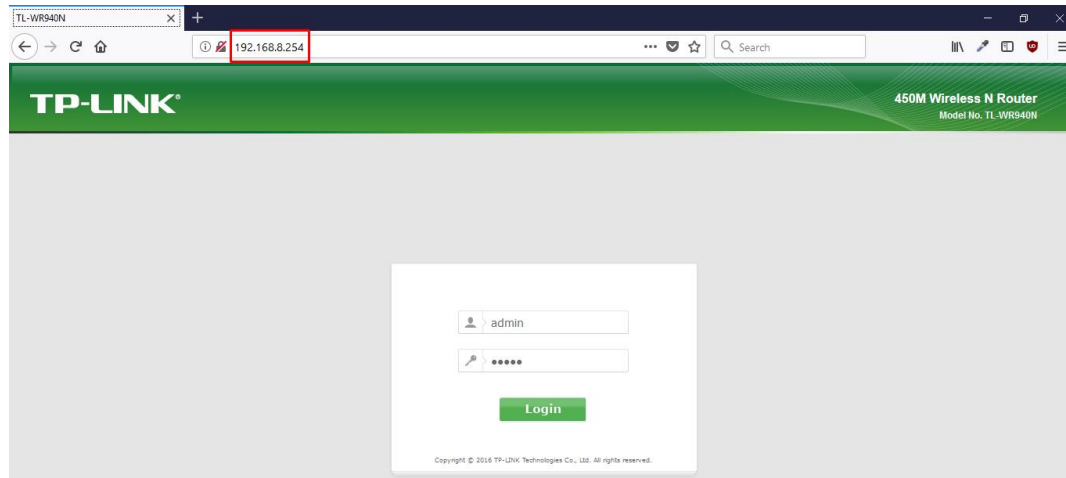 TL-WR940N
192.168.8.254
Search
TP-LINK®
450M Wireless N Router
Model No. TL-WR940N
admin
Login
Copyright © 2016 TP-LINK Technologies Co., Ltd. All rights reserved.